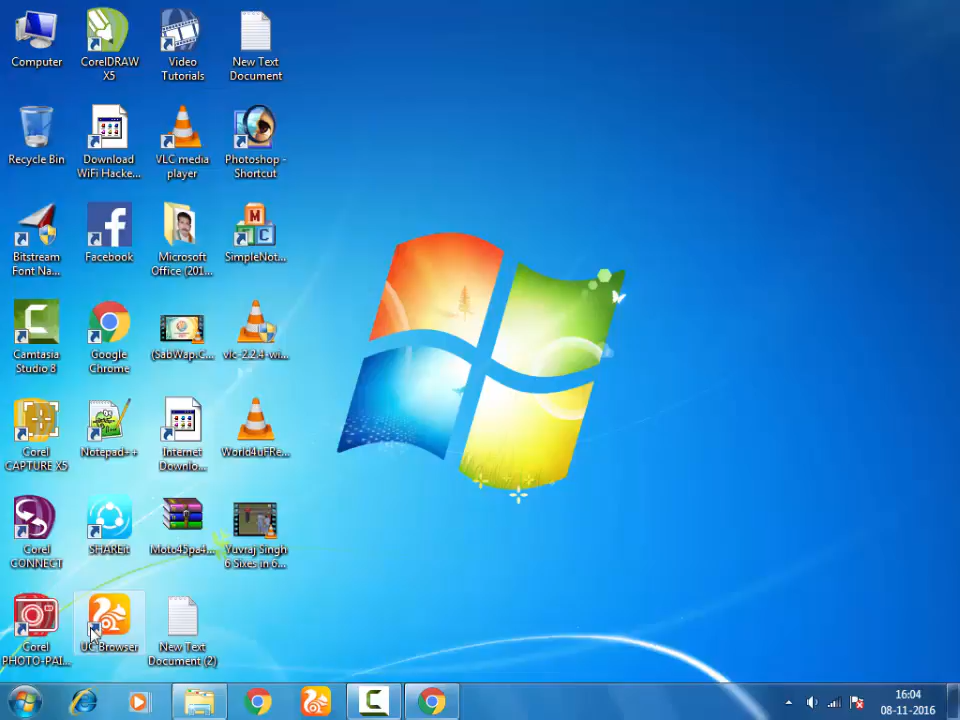 Computer
CorelDRAW
X5
Video
Tutorials
New Text
Document
Recycle Bin
Download
WiFi Hacke...
VLC media
player
Photoshop -
Shortcut
Bitstream
Font Na...
Facebook
Microsoft
Office (201...
SimpleNot...
Camtasia
Studio 8
Google
Chrome
(SabWap.C...
vlc-2.2.4-wi...
Corel
CAPTURE X5
Notepad++
Internet
Downlo...
World4uFRe...
Corel
CONNECT
SHAREit
Moto45pa4...
Yuvraj Singh
6 Sixes in 6...
Corel
PHOTO-PAI...
UC Browser
New Text
Document (2)
16:04
08-11-2016